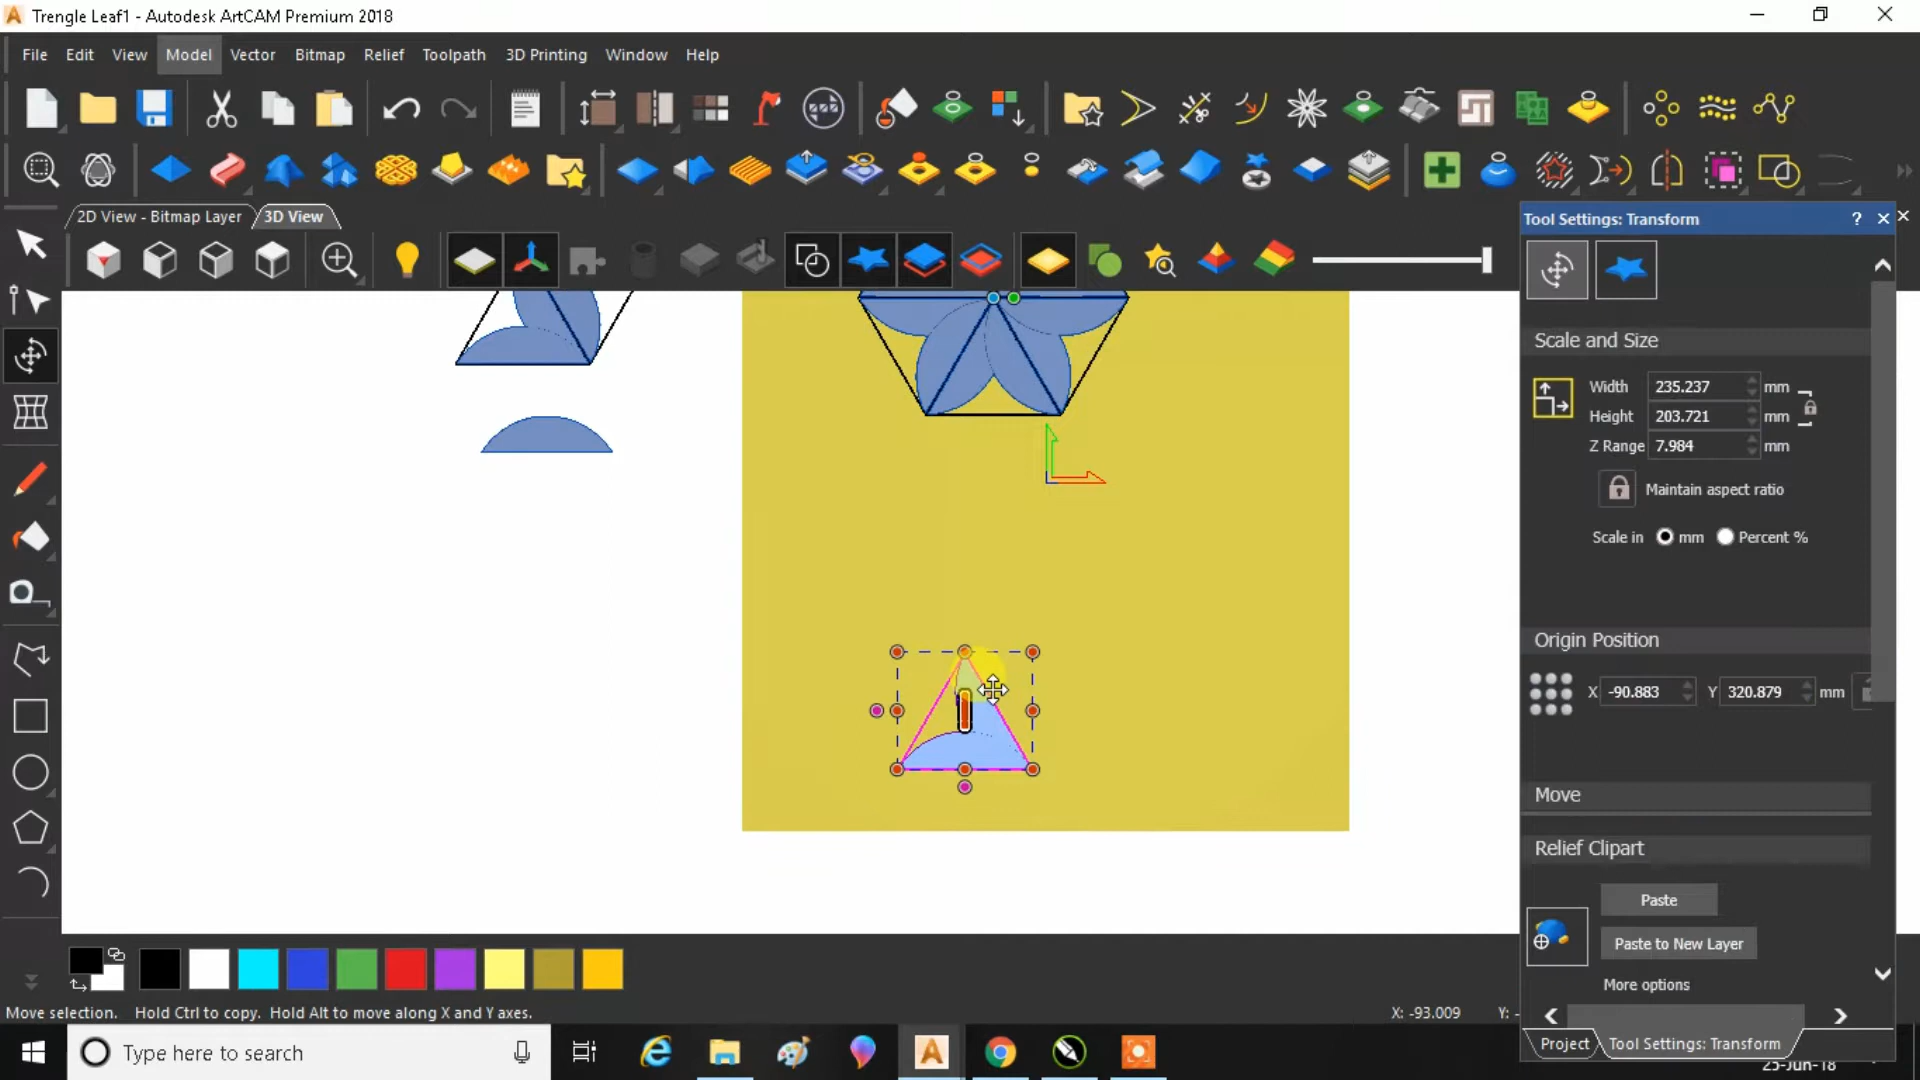 Trengle Leaf1 - Autodesk ArtCAM Premium 2018
File Edit View Model Vector Bitmap Relief Toolpath 3D Printing Window Help
2D View - Bitmap Layer 3D View
Tool Settings: Transform ?
Scale and Size
Width 235.237 mm
Height 203.721 mm
Z Range 7.984 mm
Maintain aspect ratio
Scale in mm Percent %
Origin Position
X -90.883 Y 320.879 mm
Move
Relief Clipart
Paste
Paste to New Layer
More options
Move selection. Hold Ctrl to copy. Hold Alt to move along X and Y axes.
X: -93.009 Y: -
Project Tool Settings: Transform
Type here to search
25-Jun-18